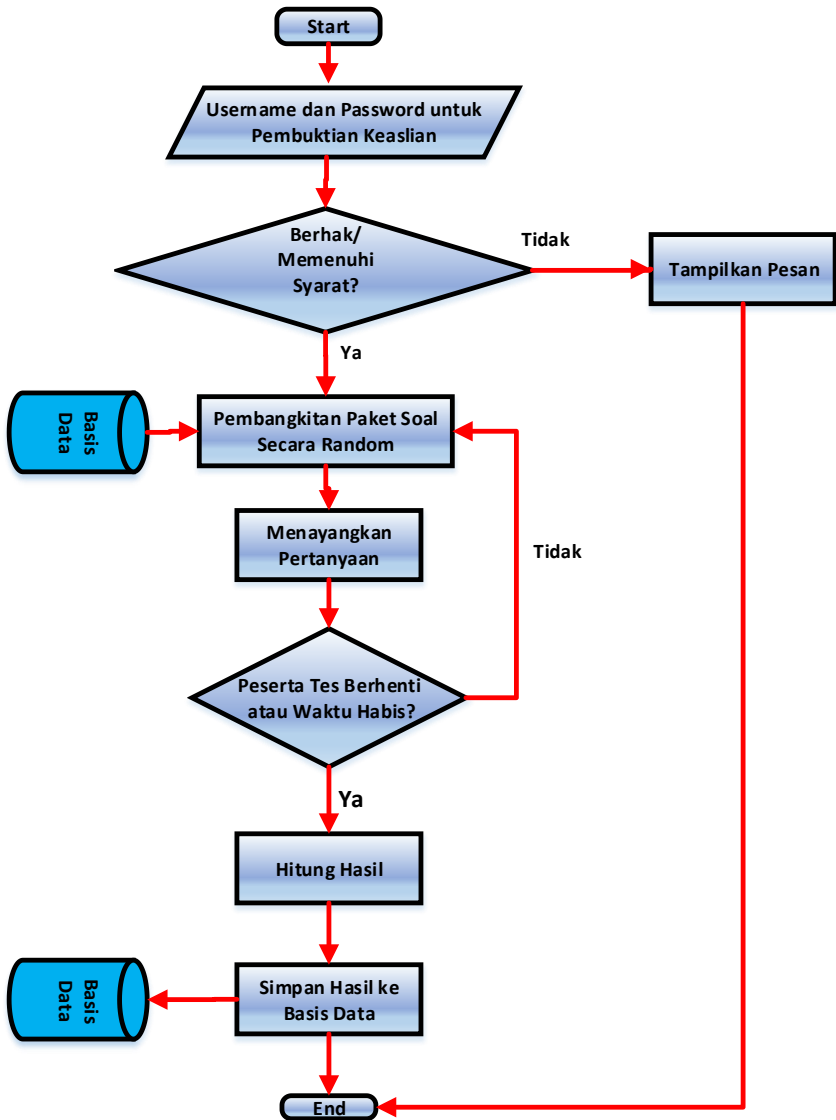 Start
Username dan Password untuk
Pembuktian Keaslian
Berhak/
Memenuhi
Syarat?
Tidak
Tampilkan Pesan
Ya
Basis
Data
Pembangkitan Paket Soal
Secara Random
Menayangkan
Pertanyaan
Tidak
Peserta Tes Berhenti
atau Waktu Habis?
Ya
Hitung Hasil
Basis
Data
Simpan Hasil ke
Basis Data
End